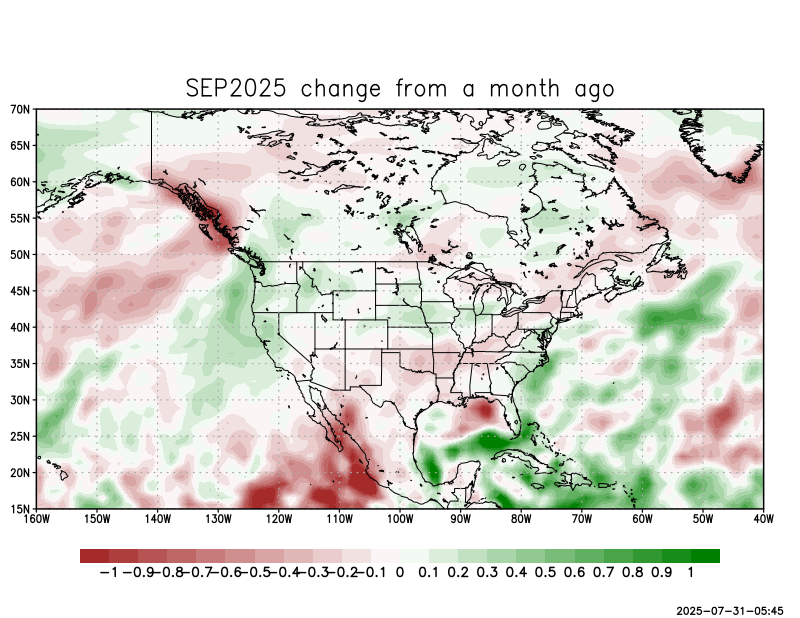 SEP2025 change from a month ago
70N
65N
60N
55N
50N
45N
40N
35N
30N
25N
20N
15N
160W 150W 140W 130W 120W 110W 100W 90W 80W 70W 60W 50W 40W
-1 -0.9 -0.8 -0.7 -0.6 -0.5 -0.4 -0.3 -0.2 -0.1 0 0.1 0.2 0.3 0.4 0.5 0.6 0.7 0.8 0.9 1
2025-07-31-05:45